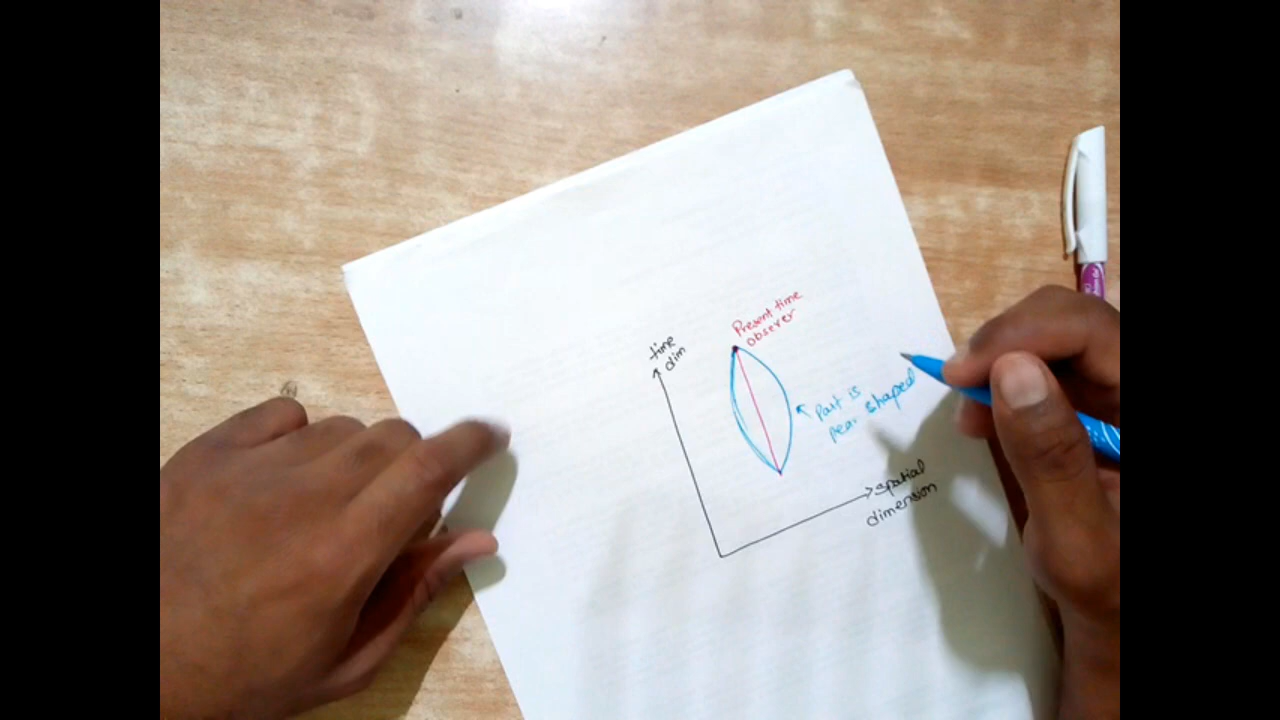 time
dim
Present time
observer
Past is
pear shaped
spatial
dimension